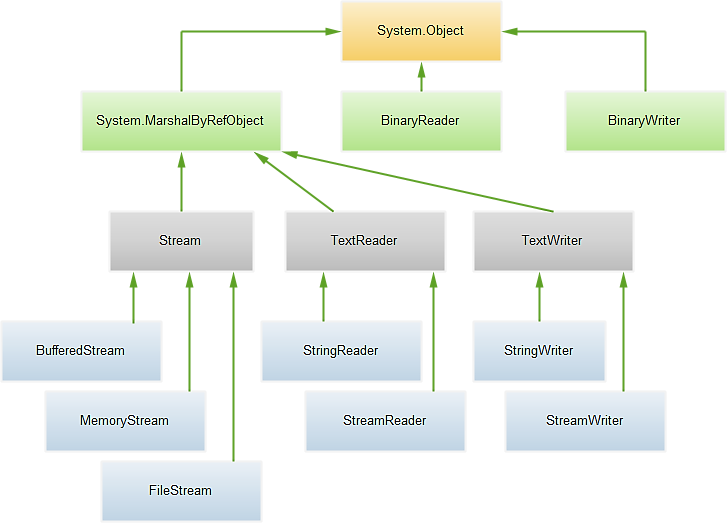 System.Object
System.MarshalByRefObject
BinaryReader
BinaryWriter
Stream
TextReader
TextWriter
BufferedStream
StringReader
StringWriter
MemoryStream
StreamReader
StreamWriter
FileStream